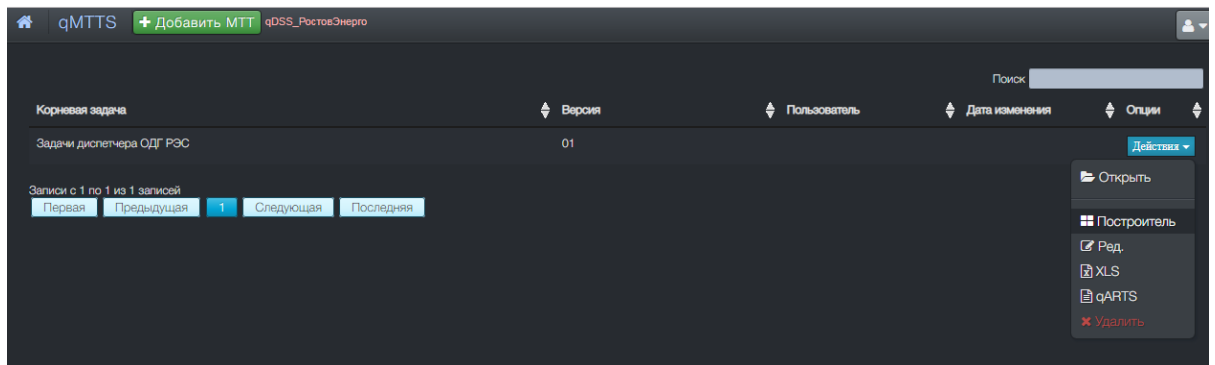 qMTTS + Добавить МТТ qDSS_РостовЭнерго
Поиск
Корневая задача Версия Пользователь Дата изменения Опции
Задачи диспетчера ОДГ РЭС 01 Действия
Открыть
Записи с 1 по 1 из 1 записей
Первая Предыдущая 1 Следующая Последняя
Построитель
Ред.
XLS
qARTS
Удалить